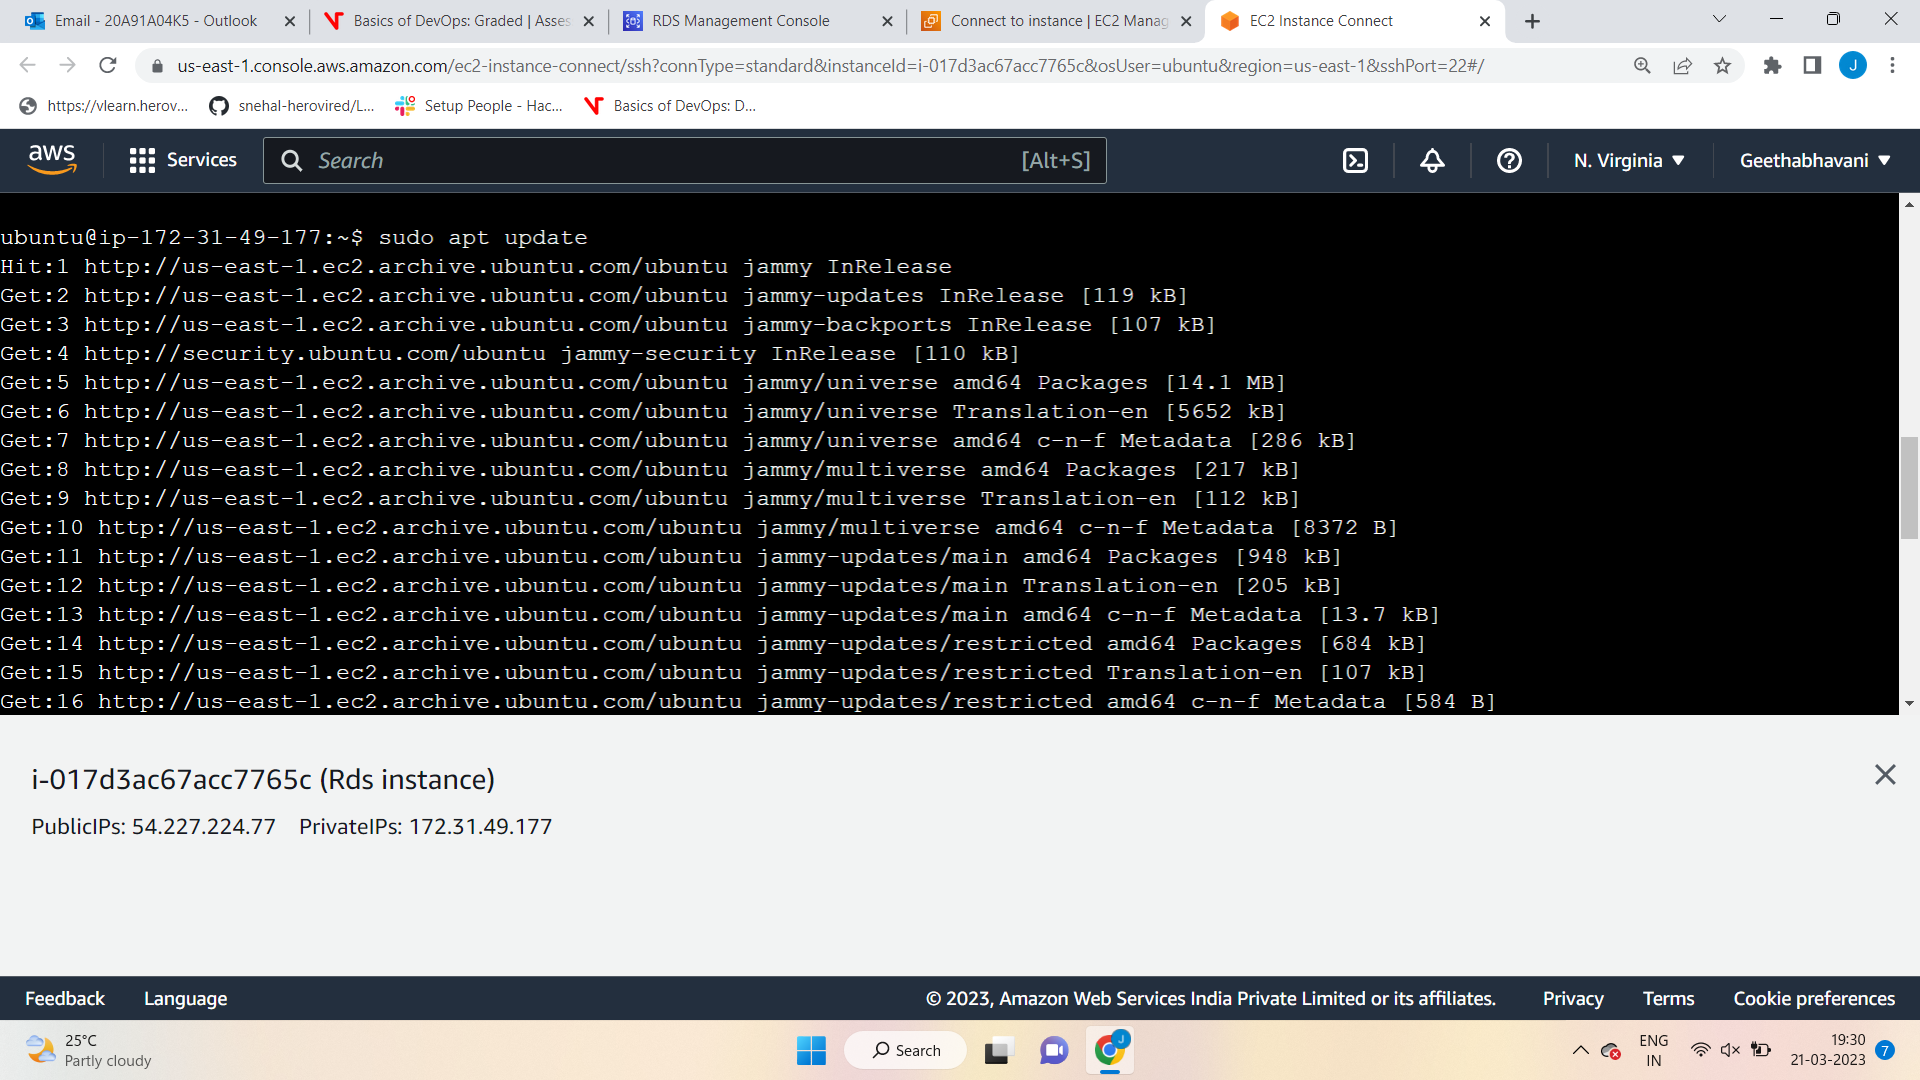 Email - 20A91A04K5 - Outlook
Basics of DevOps: Graded | Asses
RDS Management Console
Connect to instance | EC2 Manag
EC2 Instance Connect
us-east-1.console.aws.amazon.com/ec2-instance-connect/ssh?connType=standard&instanceId=i-017d3ac67acc7765c&osUser=ubuntu&region=us-east-1&sshPort=22#/
J
https://vlearn.herov...
snehal-herovired/L...
Setup People - Hac...
Basics of DevOps: D...
aws
Services
Search
[Alt+S]
N. Virginia
Geethabhavani
ubuntu@ip-172-31-49-177:~$ sudo apt update
Hit:1 http://us-east-1.ec2.archive.ubuntu.com/ubuntu jammy InRelease
Get:2 http://us-east-1.ec2.archive.ubuntu.com/ubuntu jammy-updates InRelease [119 kB]
Get:3 http://us-east-1.ec2.archive.ubuntu.com/ubuntu jammy-backports InRelease [107 kB]
Get:4 http://security.ubuntu.com/ubuntu jammy-security InRelease [110 kB]
Get:5 http://us-east-1.ec2.archive.ubuntu.com/ubuntu jammy/universe amd64 Packages [14.1 MB]
Get:6 http://us-east-1.ec2.archive.ubuntu.com/ubuntu jammy/universe Translation-en [5652 kB]
Get:7 http://us-east-1.ec2.archive.ubuntu.com/ubuntu jammy/universe amd64 c-n-f Metadata [286 kB]
Get:8 http://us-east-1.ec2.archive.ubuntu.com/ubuntu jammy/multiverse amd64 Packages [217 kB]
Get:9 http://us-east-1.ec2.archive.ubuntu.com/ubuntu jammy/multiverse Translation-en [112 kB]
Get:10 http://us-east-1.ec2.archive.ubuntu.com/ubuntu jammy/multiverse amd64 c-n-f Metadata [8372 B]
Get:11 http://us-east-1.ec2.archive.ubuntu.com/ubuntu jammy-updates/main amd64 Packages [948 kB]
Get:12 http://us-east-1.ec2.archive.ubuntu.com/ubuntu jammy-updates/main Translation-en [205 kB]
Get:13 http://us-east-1.ec2.archive.ubuntu.com/ubuntu jammy-updates/main amd64 c-n-f Metadata [13.7 kB]
Get:14 http://us-east-1.ec2.archive.ubuntu.com/ubuntu jammy-updates/restricted amd64 Packages [684 kB]
Get:15 http://us-east-1.ec2.archive.ubuntu.com/ubuntu jammy-updates/restricted Translation-en [107 kB]
Get:16 http://us-east-1.ec2.archive.ubuntu.com/ubuntu jammy-updates/restricted amd64 c-n-f Metadata [584 B]
i-017d3ac67acc7765c (Rds instance)
PublicIPs: 54.227.224.77 PrivateIPs: 172.31.49.177
Feedback
Language
© 2023, Amazon Web Services India Private Limited or its affiliates.
Privacy
Terms
Cookie preferences
25°C
Partly cloudy
Search
J
ENG
IN
19:30
21-03-2023
7